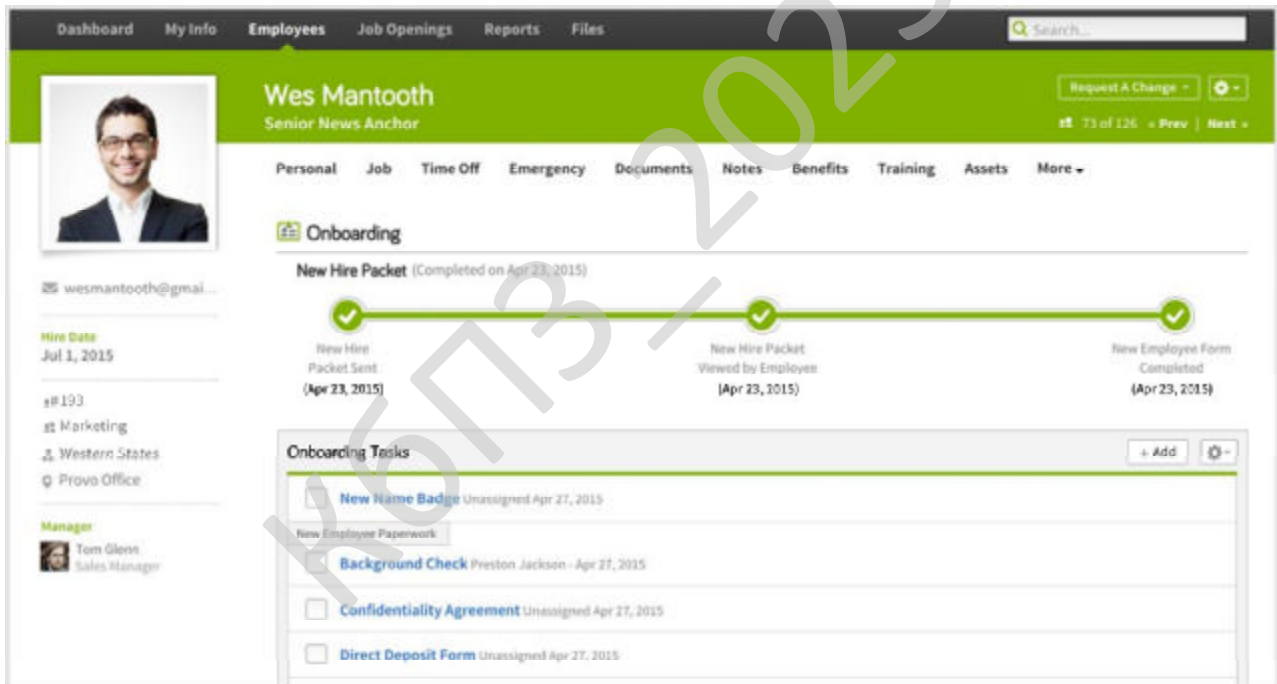 Dashboard My Info Employees Job Openings Reports Files Search...
Wes Mantooth
Senior News Anchor
Request A Change
73 of 126 « Prev | Next »
Personal Job Time Off Emergency Documents Notes Benefits Training Assets More
Onboarding
New Hire Packet (Completed on Apr 23, 2015)
wesmantooth@gmai...
Hire Date
Jul 1, 2015
New Hire
Packet Sent
(Apr 23, 2015)
New Hire Packet
Viewed by Employee
(Apr 23, 2015)
New Employee Form
Completed
(Apr 23, 2015)
#193
Marketing
Western States
Provo Office
Manager
Tom Glenn
Sales Manager
Onboarding Tasks
+ Add
New Name Badge Unassigned Apr 27, 2015
New Employee Paperwork
Background Check Preston Jackson - Apr 27, 2015
Confidentiality Agreement Unassigned Apr 27, 2015
Direct Deposit Form Unassigned Apr 27, 2015